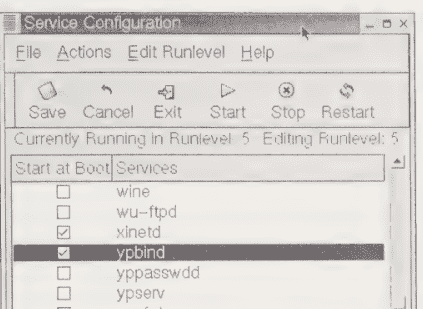 Service Configuration
File Actions Edit Runlevel Help
Save Cancel Exit Start Stop Restart
Currently Running in Runlevel: 5 Editing Runlevel: 5
Start at Boot Services
wine
wu-ftpd
xinetd
ypbind
yppasswdd
ypserv